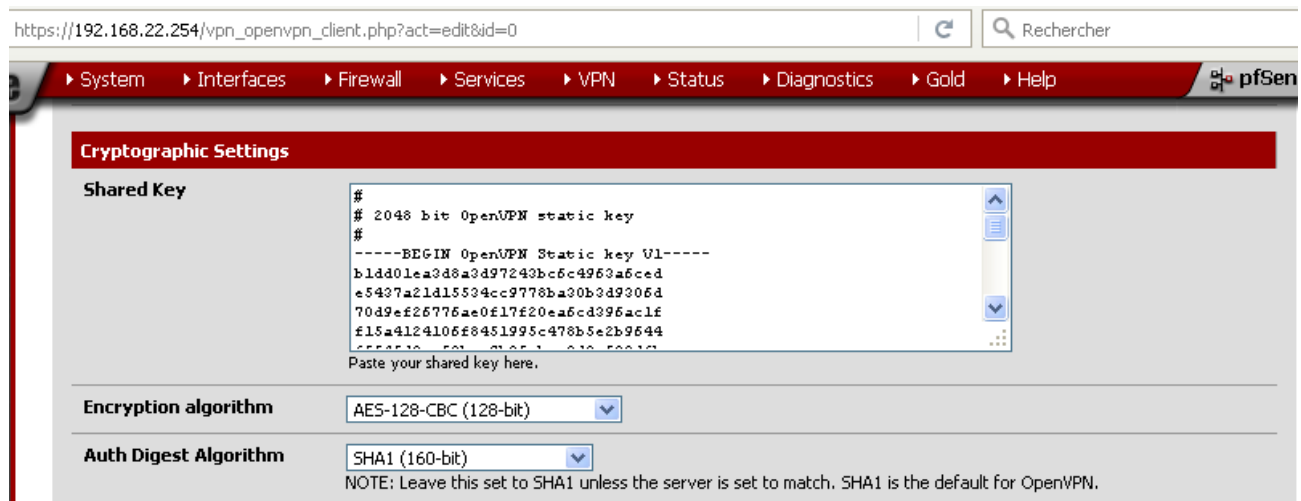 https://192.168.22.254/vpn_openvpn_client.php?act=edit&id=0
Rechercher
System Interfaces Firewall Services VPN Status Diagnostics Gold Help pfSen
Cryptographic Settings
Shared Key
#
# 2048 bit OpenVPN static key
#
-----BEGIN OpenVPN Static key V1-----
b1dd01ea3d8a3d97243bc6c4963a6ced
e5437a21d15534cc9778ba30b3d9306d
70d9ef26776ae0f17f20ea6cd396ac1f
f15a4124106f8451995c478b5e2b9644
Paste your shared key here.
Encryption algorithm
AES-128-CBC (128-bit)
Auth Digest Algorithm
SHA1 (160-bit)
NOTE: Leave this set to SHA1 unless the server is set to match. SHA1 is the default for OpenVPN.